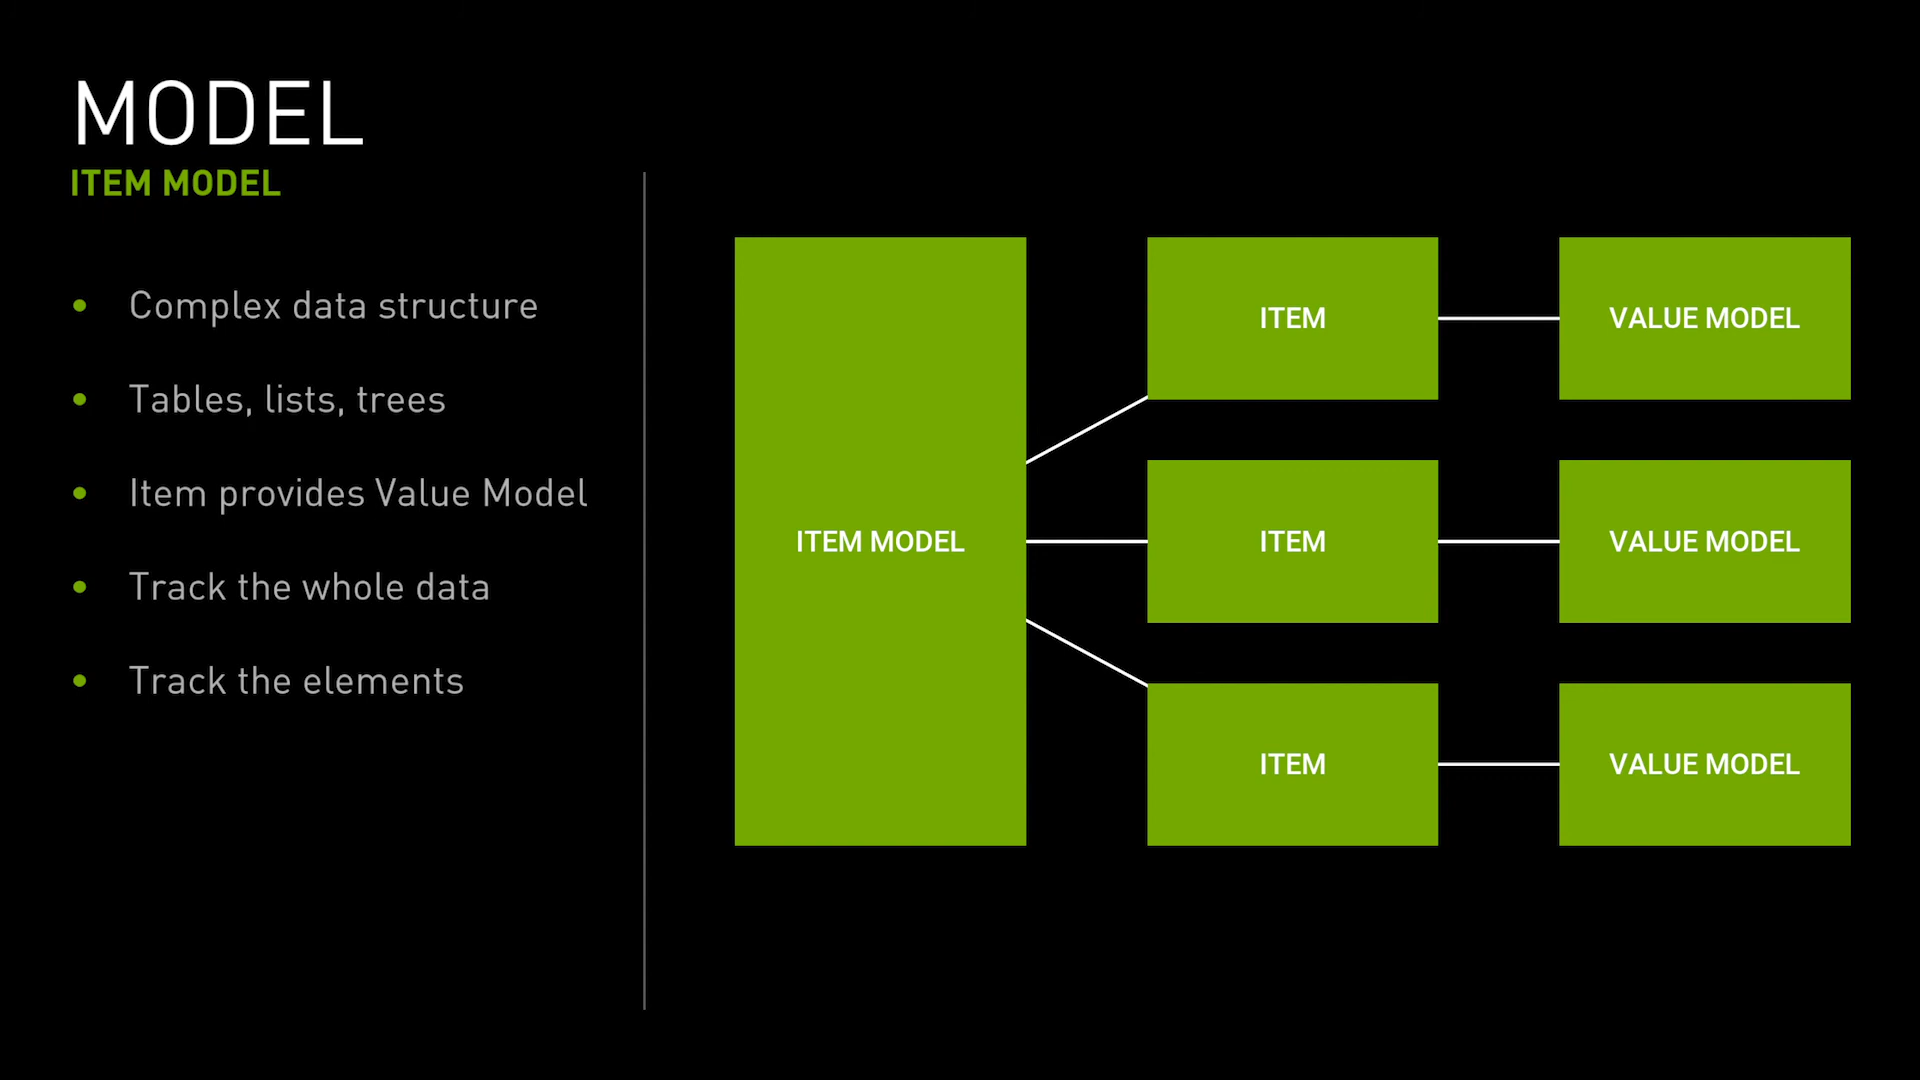 MODEL
ITEM MODEL
• Complex data structure
• Tables, lists, trees
• Item provides Value Model
• Track the whole data
• Track the elements
ITEM MODEL
ITEM
VALUE MODEL
ITEM
VALUE MODEL
ITEM
VALUE MODEL